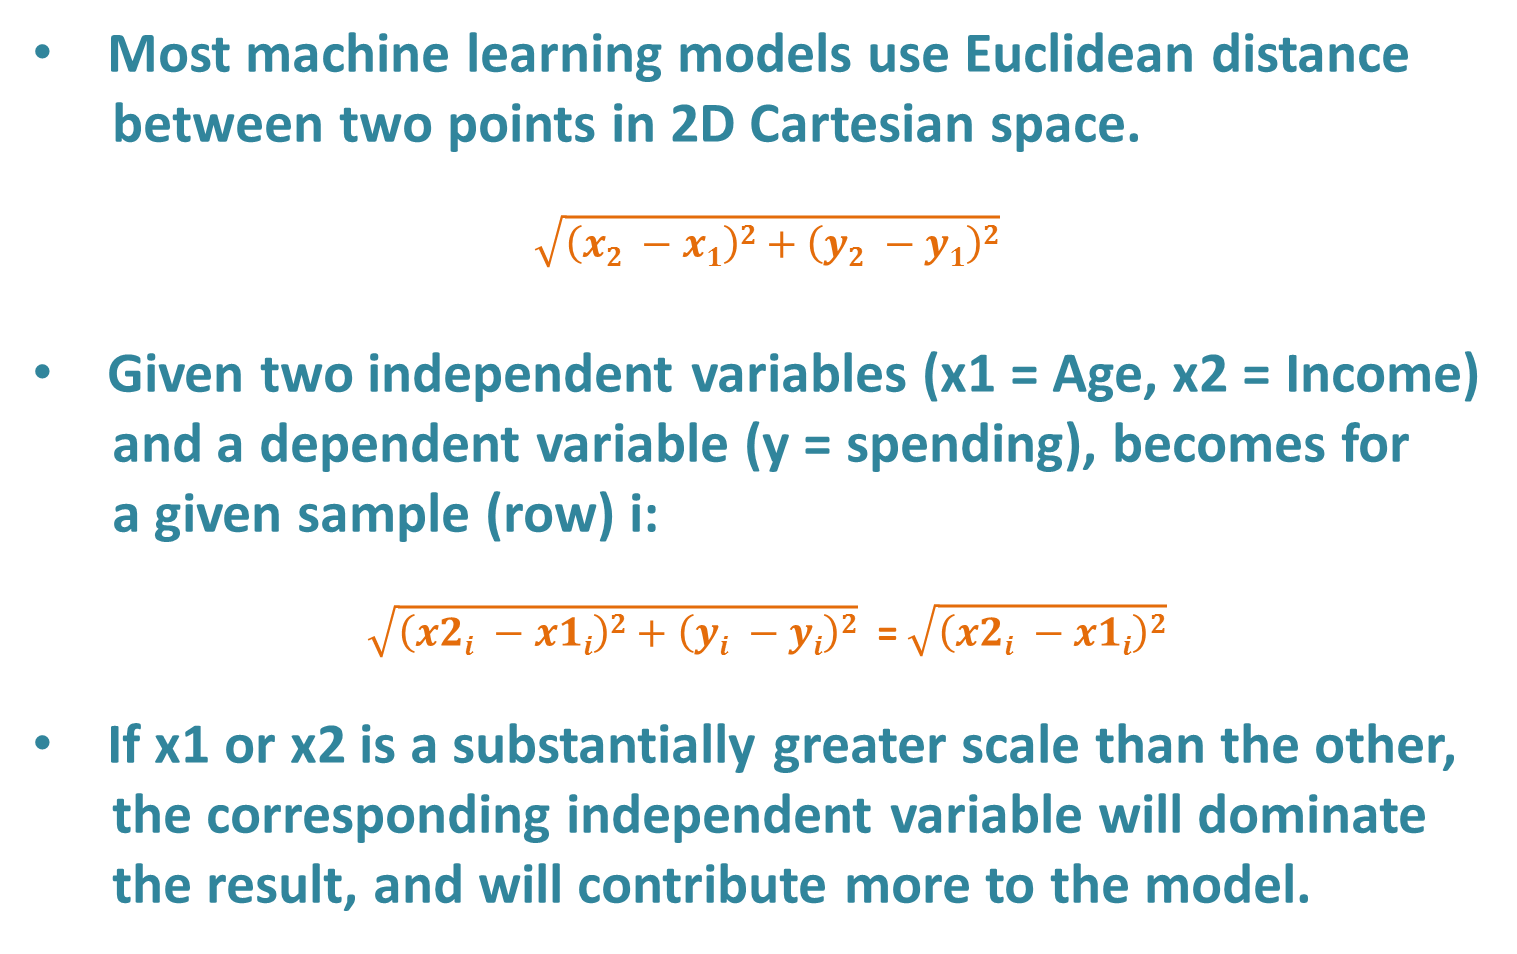 • Most machine learning models use Euclidean distance
between two points in 2D Cartesian space.
√(x₂ − x₁)² + (y₂ − y₁)²
• Given two independent variables (x1 = Age, x2 = Income)
and a dependent variable (y = spending), becomes for
a given sample (row) i:
√(x2ᵢ − x1ᵢ)² + (yᵢ − yᵢ)² = √(x2ᵢ − x1ᵢ)²
• If x1 or x2 is a substantially greater scale than the other,
the corresponding independent variable will dominate
the result, and will contribute more to the model.